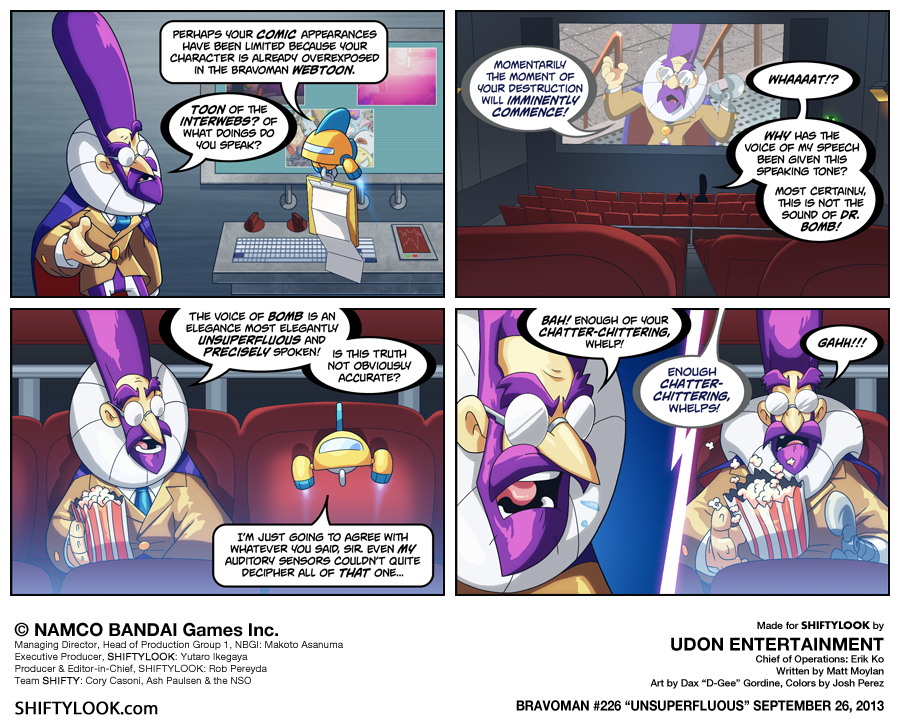 PERHAPS YOUR COMIC APPEARANCES
HAVE BEEN LIMITED BECAUSE YOUR
CHARACTER IS ALREADY OVEREXPOSED
IN THE BRAVOMAN WEBTOON.
TOON OF THE
INTERWEBS? OF
WHAT DOINGS DO
YOU SPEAK?
MOMENTARILY
THE MOMENT OF
YOUR DESTRUCTION
WILL IMMINENTLY
COMMENCE!
WHAAAAT!?
WHY HAS THE
VOICE OF MY SPEECH
BEEN GIVEN THIS
SPEAKING TONE?
MOST CERTAINLY,
THIS IS NOT THE
SOUND OF DR.
BOMB!
THE VOICE OF BOMB IS AN
ELEGANCE MOST ELEGANTLY
UNSUPERFLUOUS AND
PRECISELY SPOKEN!
IS THIS TRUTH
NOT OBVIOUSLY
ACCURATE?
I'M JUST GOING TO AGREE WITH
WHATEVER YOU SAID, SIR. EVEN MY
AUDITORY SENSORS COULDN'T QUITE
DECIPHER ALL OF THAT ONE...
BAH! ENOUGH OF YOUR
CHATTER-CHITTERING,
WHELP!
ENOUGH
CHATTER-
CHITTERING,
WHELPS!
GAHH!!!
© NAMCO BANDAI Games Inc.
Managing Director, Head of Production Group 1, NBGI: Makoto Asanuma
Executive Producer, SHIFTYLOOK: Yutaro Ikegaya
Producer & Editor-in-Chief, SHIFTYLOOK: Rob Pereyda
Team SHIFTY: Cory Casoni, Ash Paulsen & the NSO
SHIFTYLOOK.com
Made for SHIFTYLOOK by
UDON ENTERTAINMENT
Chief of Operations: Erik Ko
Written by Matt Moylan
Art by Dax "D-Gee" Gordine, Colors by Josh Perez
BRAVOMAN #226 "UNSUPERFLUOUS" SEPTEMBER 26, 2013